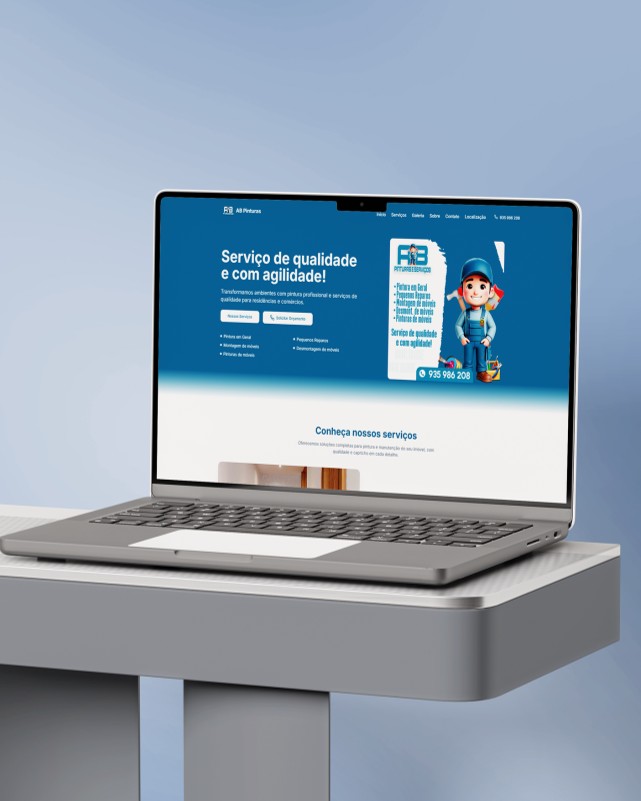 AB AB Pinturas
Início Serviços Galeria Sobre Contato Localização 935 986 208
Serviço de qualidade
e com agilidade!
Transformamos ambientes com pintura profissional e serviços de
qualidade para residências e comércios.
Nossos Serviços Solicitar Orçamento
Pintura em Geral
Pequenos Reparos
Montagem de móveis
Desmontagem de móveis
Pinturas de móveis
AB
PINTURAS E SERVIÇOS
• Pintura em Geral
• Pequenos Reparos
• Montagem de móveis
• Desmont. de móveis
• Pinturas de móveis
Serviço de qualidade
e com agilidade!
935 986 208
Conheça nossos serviços
Oferecemos soluções completas para pintura e manutenção do seu imóvel, com
qualidade e capricho em cada detalhe.